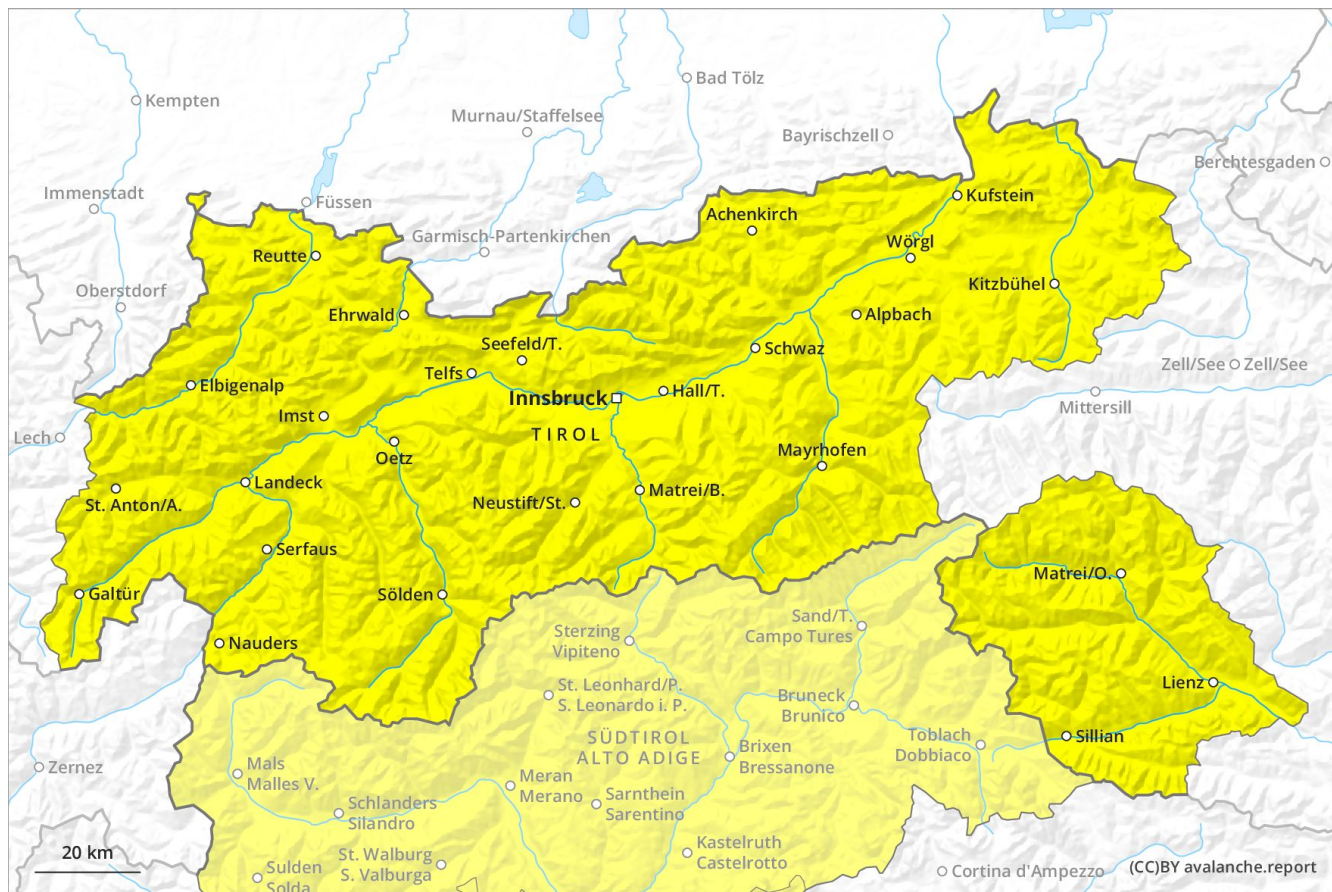 Bad Tölz
Kempten
Murnau/Staffelsee
Bayrischzell
Berchtesgaden
Immenstadt
Füssen
Kufstein
Achenkirch
Garmisch-Partenkirchen
Wörgl
Reutte
Kitzbühel
Oberstdorf
Ehrwald
Alpbach
Seefeld/T.
Schwaz
Zell/See
Zell/See
Telfs
Elbigenalp
Hall/T.
Innsbruck
Mittersill
Imst
TIROL
Lech
Oetz
Mayrhofen
Landeck
Matrei/B.
St. Anton/A.
Neustift/St.
Serfaus
Matrei/O.
Galtür
Sölden
Sand/T.
Campo Tures
Sterzing
Vipiteno
Nauders
Lienz
St. Leonhard/P.
S. Leonardo i. P.
Bruneck
Brunico
Sillian
SÜDTIROL
ALTO ADIGE
Toblach
Dobbiaco
Brixen
Bressanone
Zernez
Mals
Malles V.
Meran
Merano
Sarnthein
Sarentino
Schlanders
Silandro
Kastelruth
Castelrotto
20 km
St. Walburg
S. Valburga
Sulden
Solda
Cortina d'Ampezzo
(CC)BY avalanche.report